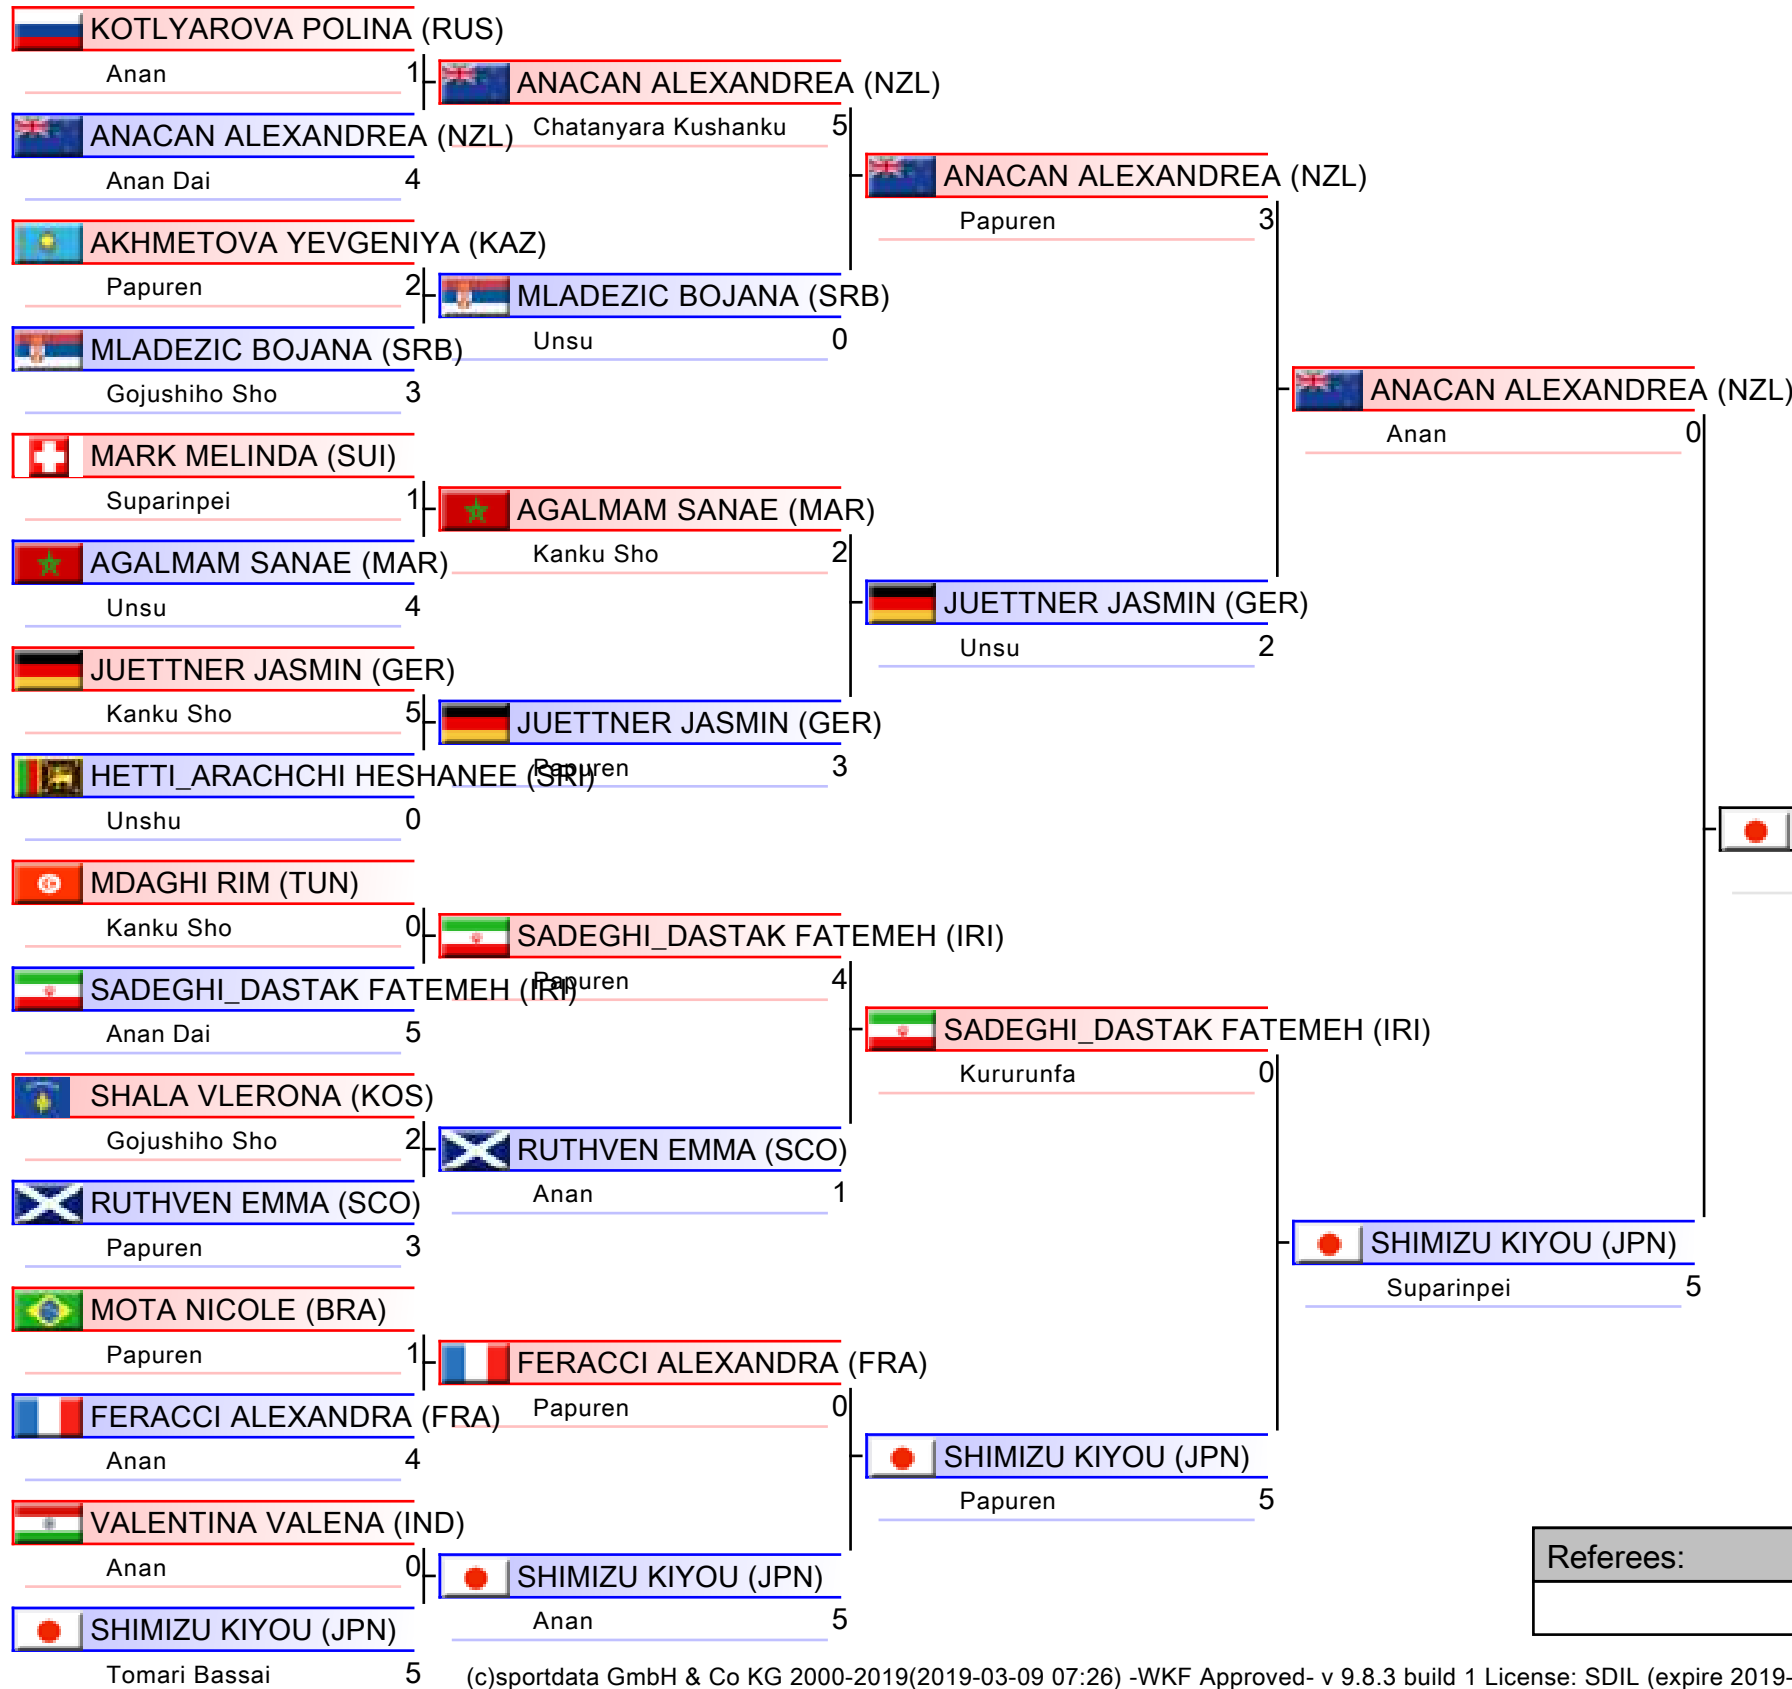 KOTLYAROVA POLINA (RUS)
Anan 1
ANACAN ALEXANDREA (NZL)
Anan Dai 4
AKHMETOVA YEVGENIYA (KAZ)
Papuren 2
MLADEZIC BOJANA (SRB)
Gojushiho Sho 3
MARK MELINDA (SUI)
Suparinpei 1
AGALMAM SANAE (MAR)
Unsu 4
JUETTNER JASMIN (GER)
Kanku Sho 5
HETTI_ARACHCHI HESHANEE (SRI)
Unshu 0
MDAGHI RIM (TUN)
Kanku Sho 0
SADEGHI_DASTAK FATEMEH (IRI)
Anan Dai 5
SHALA VLERONA (KOS)
Gojushiho Sho 2
RUTHVEN EMMA (SCO)
Papuren 3
MOTA NICOLE (BRA)
Papuren 1
FERACCI ALEXANDRA (FRA)
Anan 4
VALENTINA VALENA (IND)
Anan 0
SHIMIZU KIYOU (JPN)
Tomari Bassai 5
ANACAN ALEXANDREA (NZL)
Chatanyara Kushanku 5
MLADEZIC BOJANA (SRB)
Unsu 0
AGALMAM SANAE (MAR)
Kanku Sho 2
JUETTNER JASMIN (GER)
Papuren 3
SADEGHI_DASTAK FATEMEH (IRI)
Papuren 4
RUTHVEN EMMA (SCO)
Anan 1
FERACCI ALEXANDRA (FRA)
Papuren 0
SHIMIZU KIYOU (JPN)
Anan 5
ANACAN ALEXANDREA (NZL)
Papuren 3
JUETTNER JASMIN (GER)
Unsu 2
SADEGHI_DASTAK FATEMEH (IRI)
Kururunfa 0
SHIMIZU KIYOU (JPN)
Papuren 5
ANACAN ALEXANDREA (NZL)
Anan 0
SHIMIZU KIYOU (JPN)
Suparinpei 5
Referees:
(c)sportdata GmbH & Co KG 2000-2019(2019-03-09 07:26) -WKF Approved- v 9.8.3 build 1 License: SDIL (expire 2019-